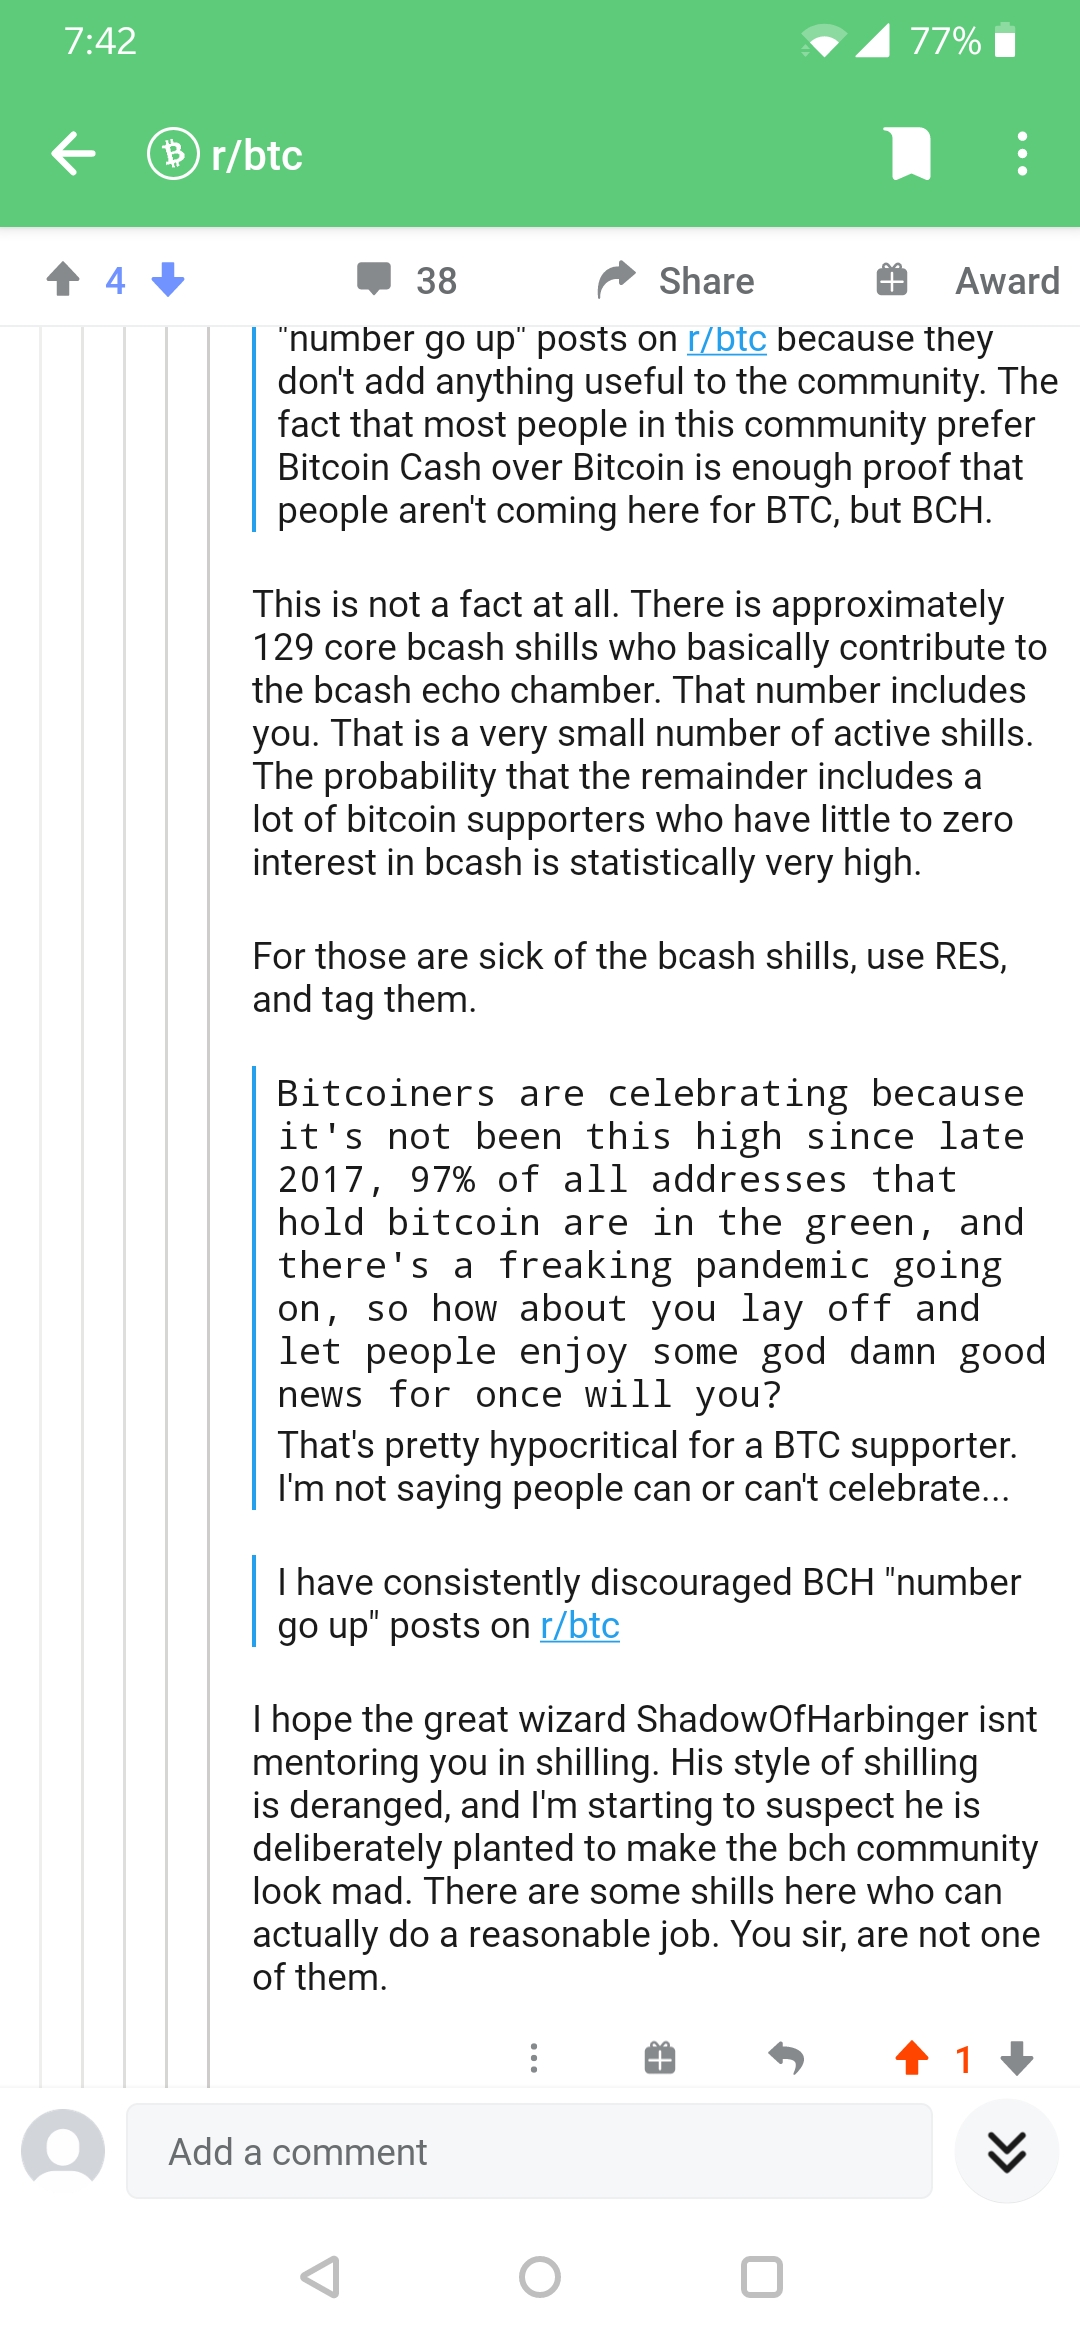 7:42
77%
r/btc
4
38
Share
Award
"number go up" posts on r/btc because they
don't add anything useful to the community. The
fact that most people in this community prefer
Bitcoin Cash over Bitcoin is enough proof that
people aren't coming here for BTC, but BCH.
This is not a fact at all. There is approximately
129 core bcash shills who basically contribute to
the bcash echo chamber. That number includes
you. That is a very small number of active shills.
The probability that the remainder includes a
lot of bitcoin supporters who have little to zero
interest in bcash is statistically very high.
For those are sick of the bcash shills, use RES,
and tag them.
Bitcoiners are celebrating because
it's not been this high since late
2017, 97% of all addresses that
hold bitcoin are in the green, and
there's a freaking pandemic going
on, so how about you lay off and
let people enjoy some god damn good
news for once will you?
That's pretty hypocritical for a BTC supporter.
I'm not saying people can or can't celebrate...
I have consistently discouraged BCH "number
go up" posts on r/btc
I hope the great wizard ShadowOfHarbinger isnt
mentoring you in shilling. His style of shilling
is deranged, and I'm starting to suspect he is
deliberately planted to make the bch community
look mad. There are some shills here who can
actually do a reasonable job. You sir, are not one
of them.
1
Add a comment